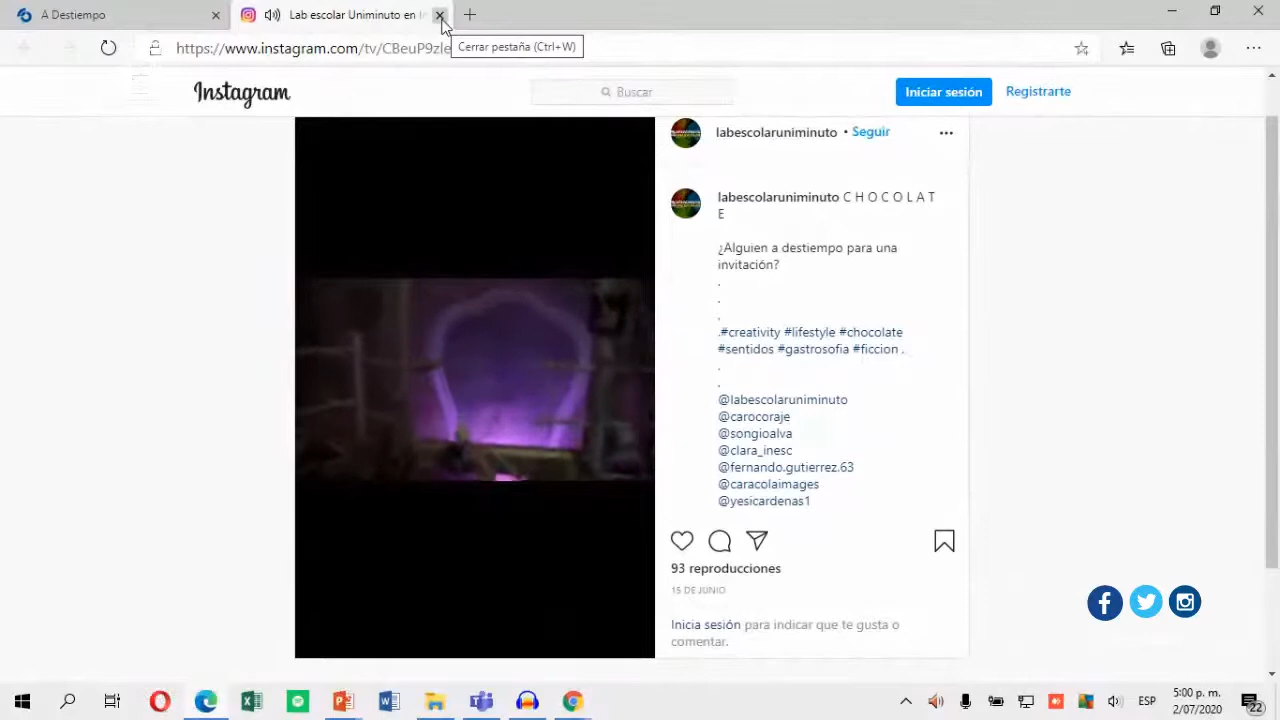 A Destiempo
Lab escolar Uniminuto en
Cerrar pestaña (Ctrl+W)
https://www.instagram.com/tv/CBeuP9zle
Instagram
Buscar
Iniciar sesión
Registrarte
labescolaruniminuto • Seguir
labescolaruniminuto C H O C O L A T
E
¿Alguien a destiempo para una
invitación?
.
.
.
.#creativity #lifestyle #chocolate
#sentidos #gastrosofia #ficcion .
.
.
@labescolaruniminuto
@carocoraje
@songioalva
@clara_inesc
@fernando.gutierrez.63
@caracolaimages
@yesicardenas1
93 reproducciones
15 DE JUNIO
Inicia sesión para indicar que te gusta o
comentar.
ESP
5:00 p. m.
2/07/2020
22